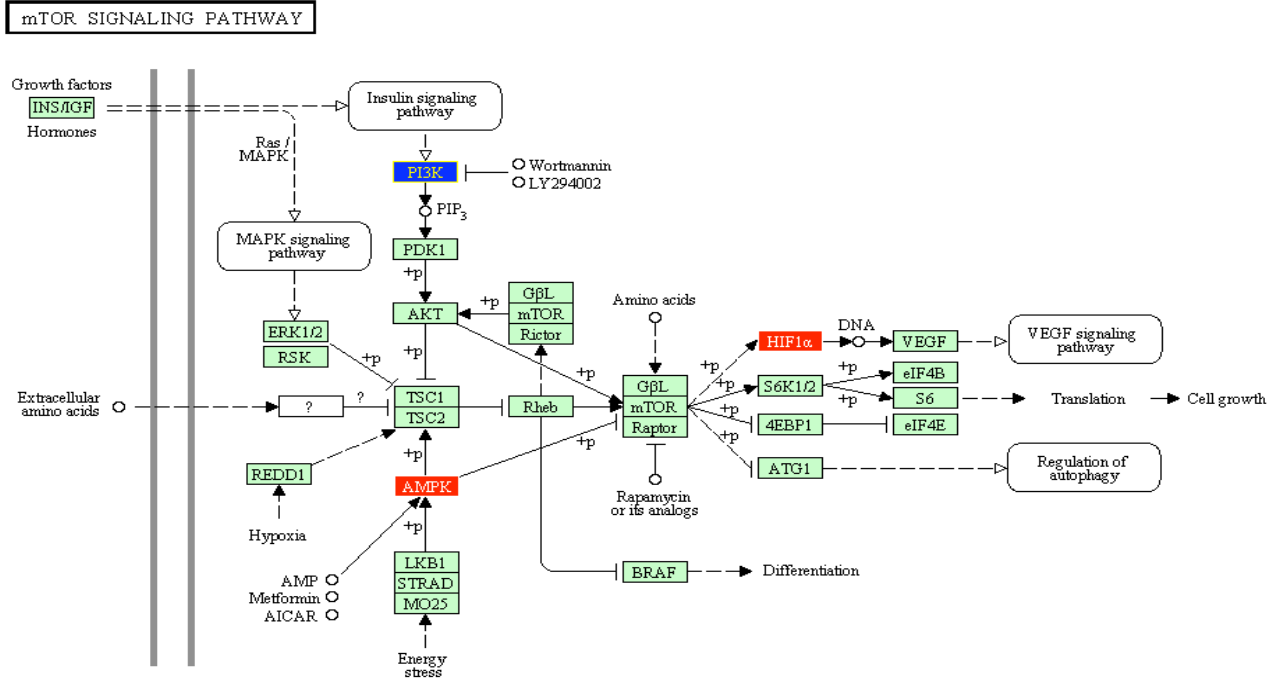 mTOR SIGNALING PATHWAY
Growth factors
INS/IGF
Hormones
Insulin signaling
pathway
Ras /
MAPK
PI3K
Wortmannin
LY294002
PIP3
MAPK signaling
pathway
PDK1
+p
AKT
+p
GβL
mTOR
Rictor
Amino acids
ERK1/2
RSK
+p
+p
+p
HIF1α
DNA
VEGF
VEGF signaling
pathway
+p
S6K1/2
+p
eIF4B
+p
S6
Translation
Cell growth
Extracellular
amino acids
?
?
TSC1
TSC2
Rheb
GβL
mTOR
Raptor
+p
4EBP1
eIF4E
+p
+p
ATG1
Regulation of
autophagy
REDD1
+p
AMPK
Rapamycin
or its analogs
Hypoxia
+p
AMP
Metformin
AICAR
LKB1
STRAD
MO25
BRAF
Differentiation
Energy
stress